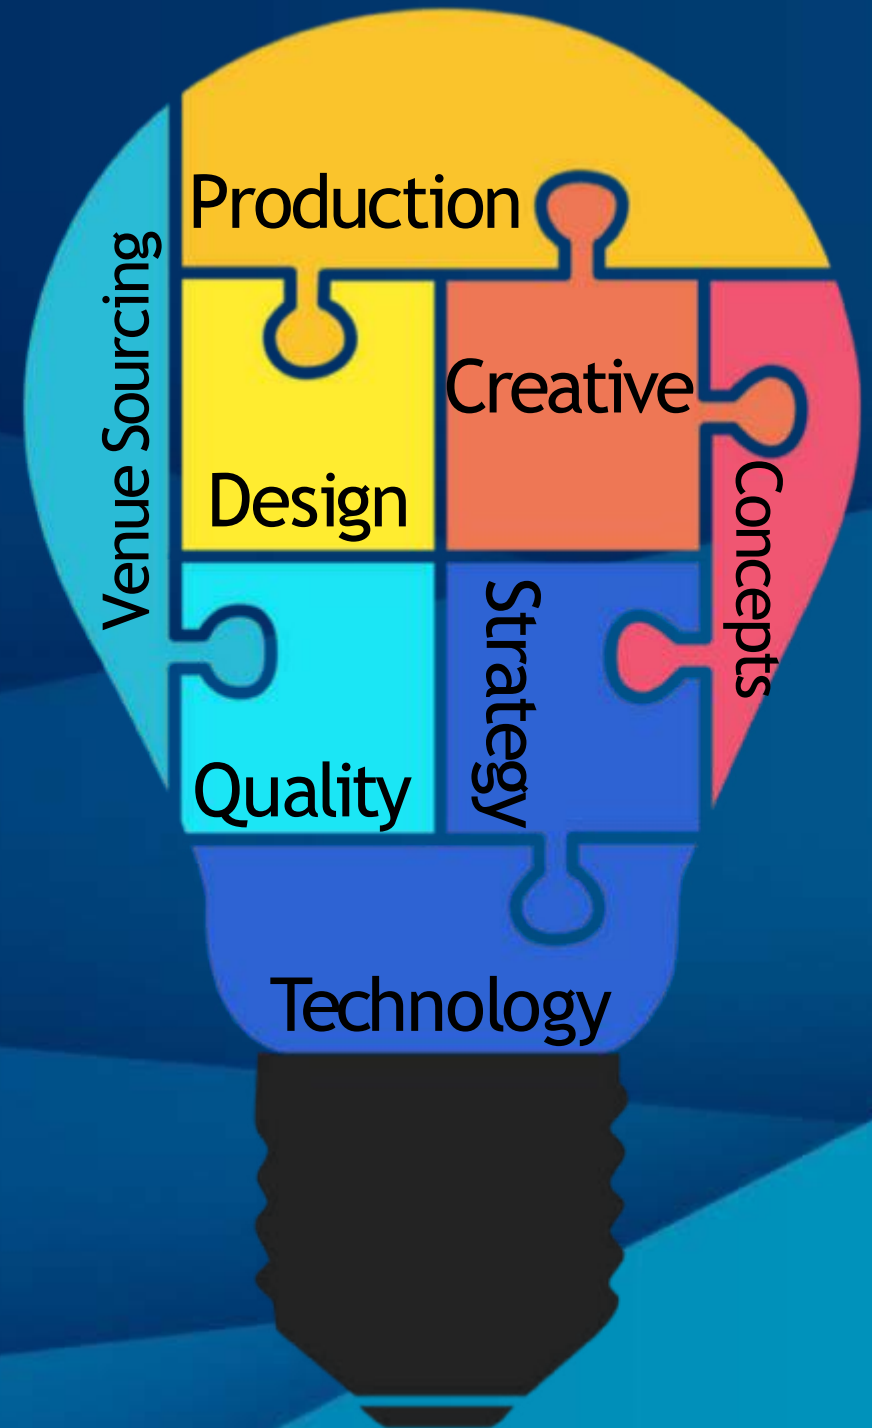 Production
Venue Sourcing
Creative
Design
Concepts
Strategy
Quality
Technology